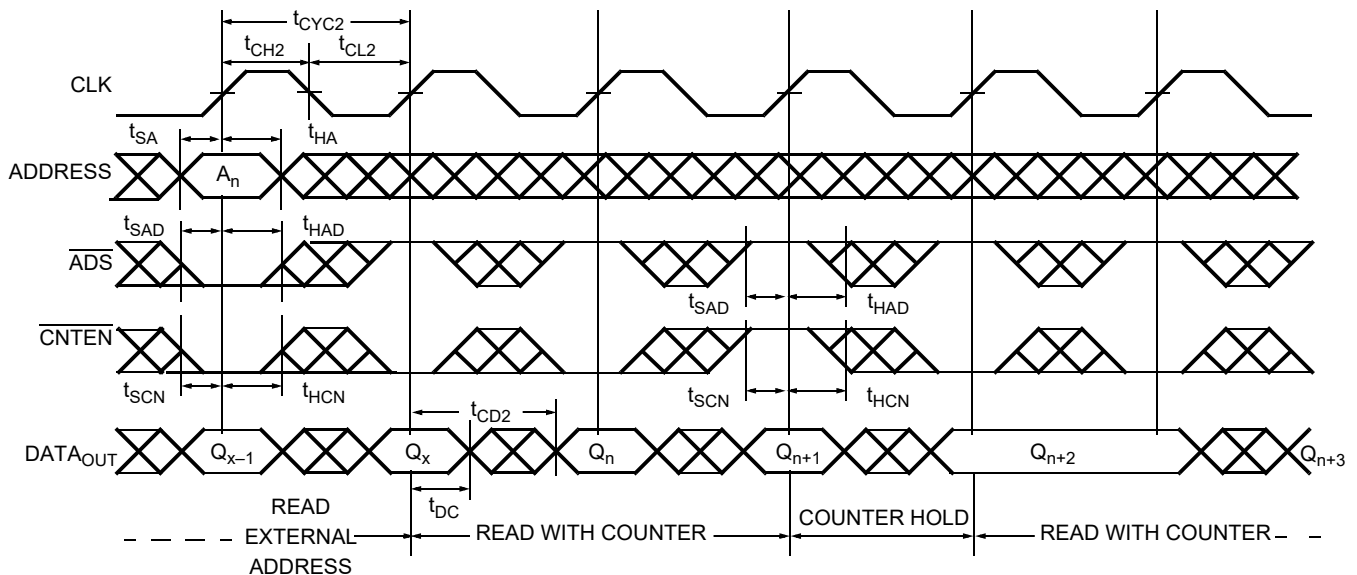 tCYC2
tCH2 tCL2
CLK
tSA tHA
ADDRESS An
tSAD tHAD
ADS
tSAD tHAD
CNTEN
tSCN tHCN tSCN tHCN
tCD2
DATAOUT Qx–1 Qx Qn Qn+1 Qn+2 Qn+3
tDC
READ EXTERNAL ADDRESS READ WITH COUNTER COUNTER HOLD READ WITH COUNTER